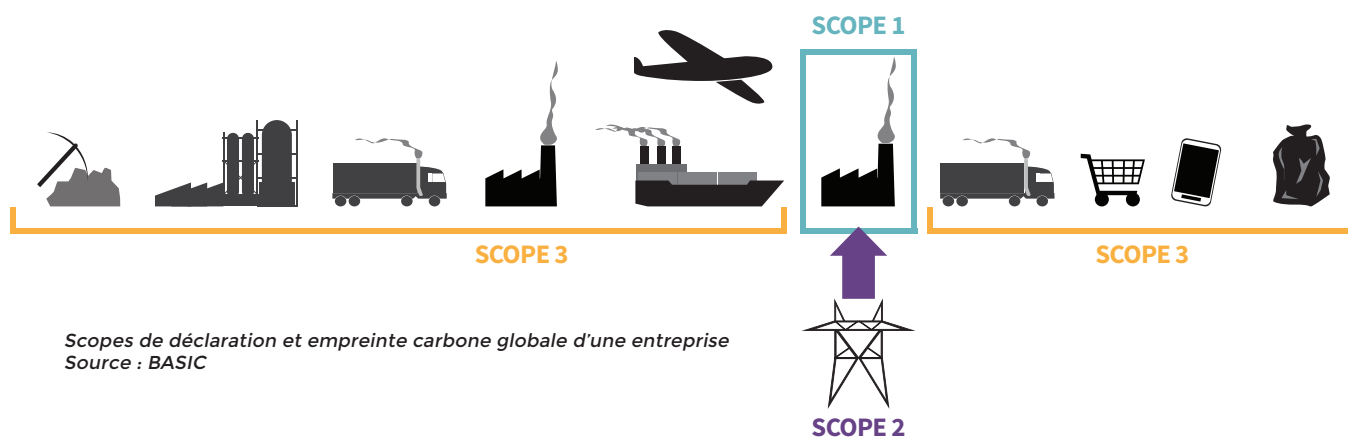 SCOPE 1
SCOPE 3
SCOPE 3
Scopes de déclaration et empreinte carbone globale d'une entreprise
Source : BASIC
SCOPE 2